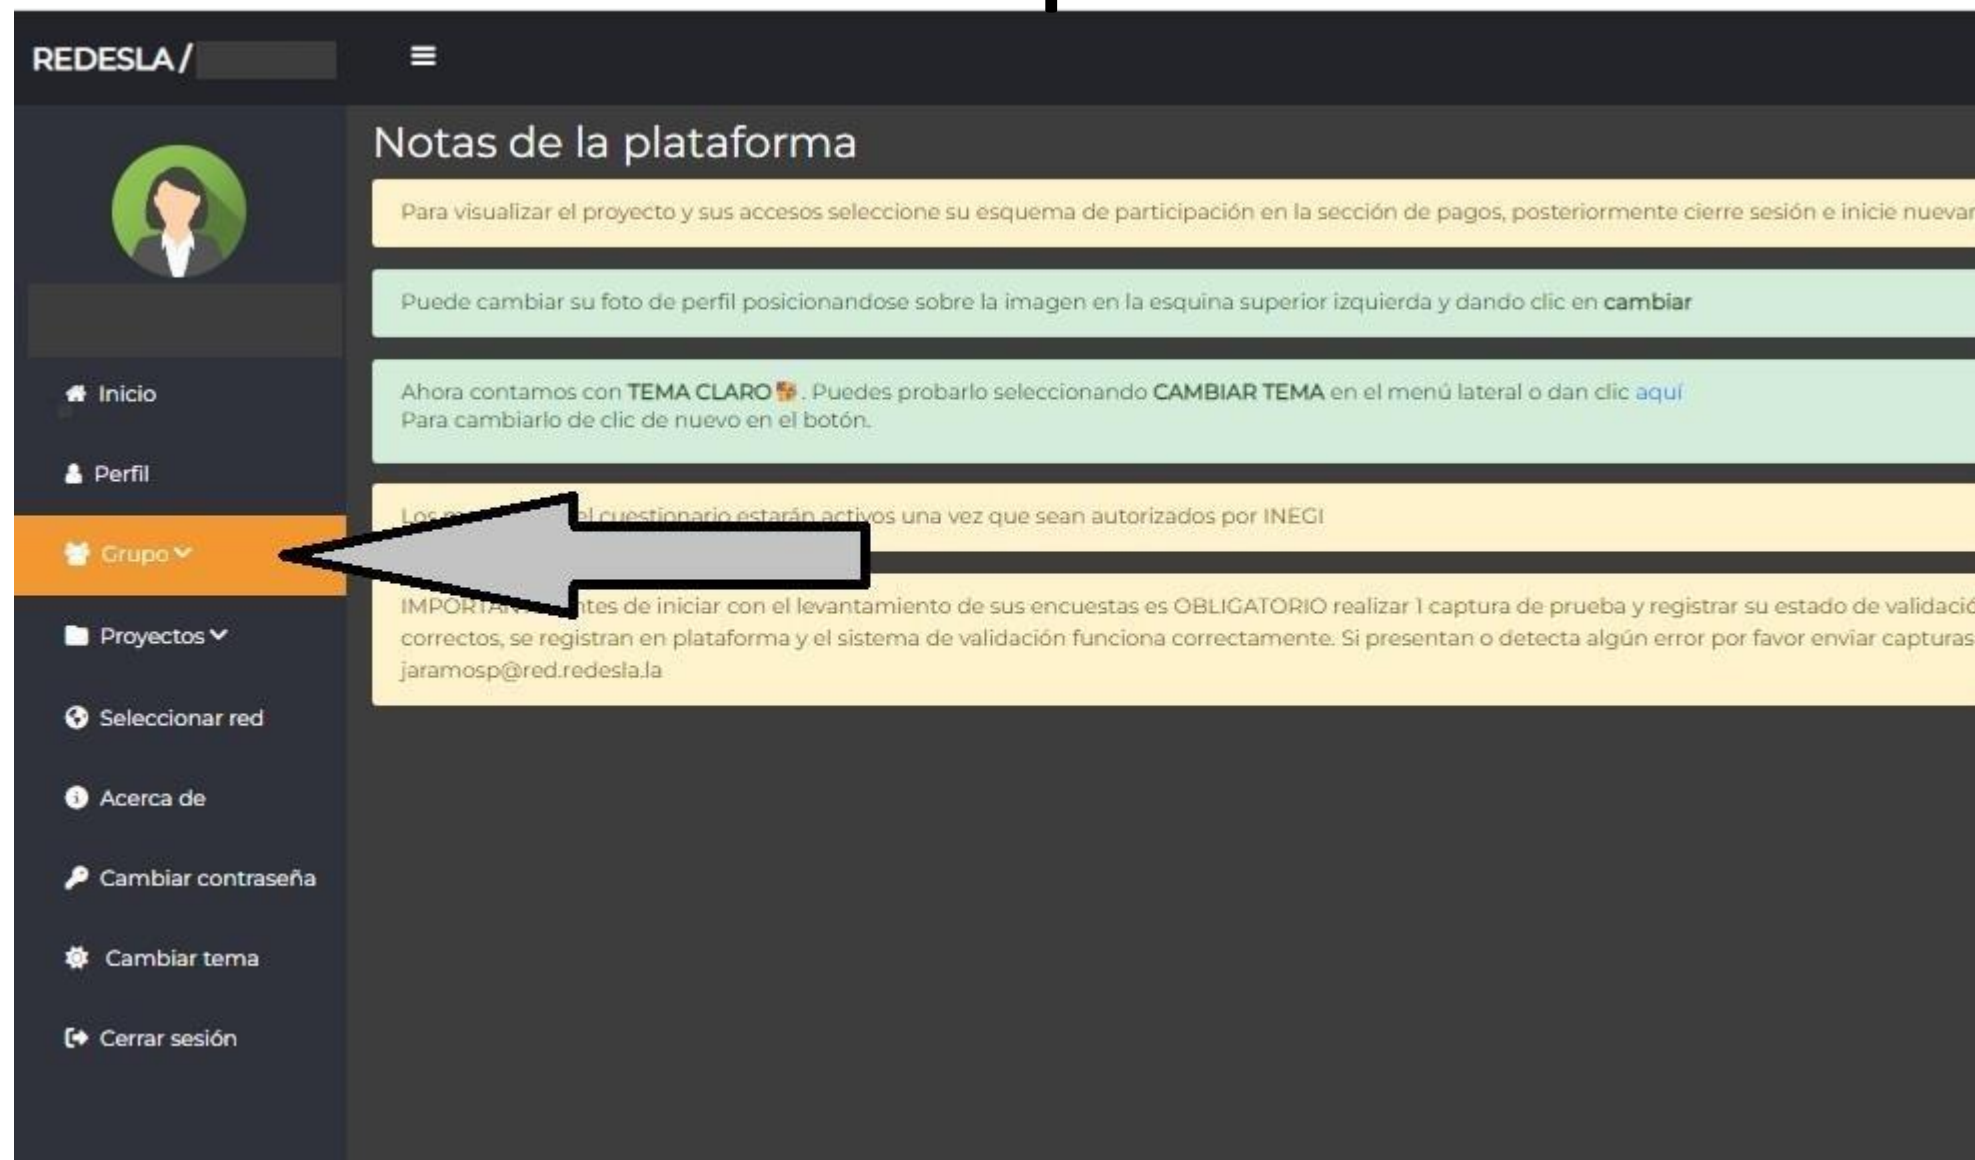 REDESLA /
Notas de la plataforma
Para visualizar el proyecto y sus accesos seleccione su esquema de participación en la sección de pagos, posteriormente cierre sesión e inicie
Puede cambiar su foto de perfil posicionandose sobre la imagen en la esquina superior izquierda y dando clic en cambiar
Ahora contamos con TEMA CLARO. Puedes probarlo seleccionando CAMBIAR TEMA en el menú lateral o dan clic aquí
Para cambiarlo de clic de nuevo en el botón.
Los el cuestionario estarán activos una vez que sean autorizados por INEGI
de iniciar con el levantamiento de sus encuestas es OBLIGATORIO realizar 1 captura de prueba y registrar su estado de
correctos, se registran en plataforma y el sistema de validación funciona correctamente. Si presentan o detecta algún error por favor enviar capturas
jaramosp@red.redesla.la
Inicio
Perfil
Grupo
Proyectos
Seleccionar red
Acerca de
Cambiar contraseña
Cambiar tema
Cerrar sesión